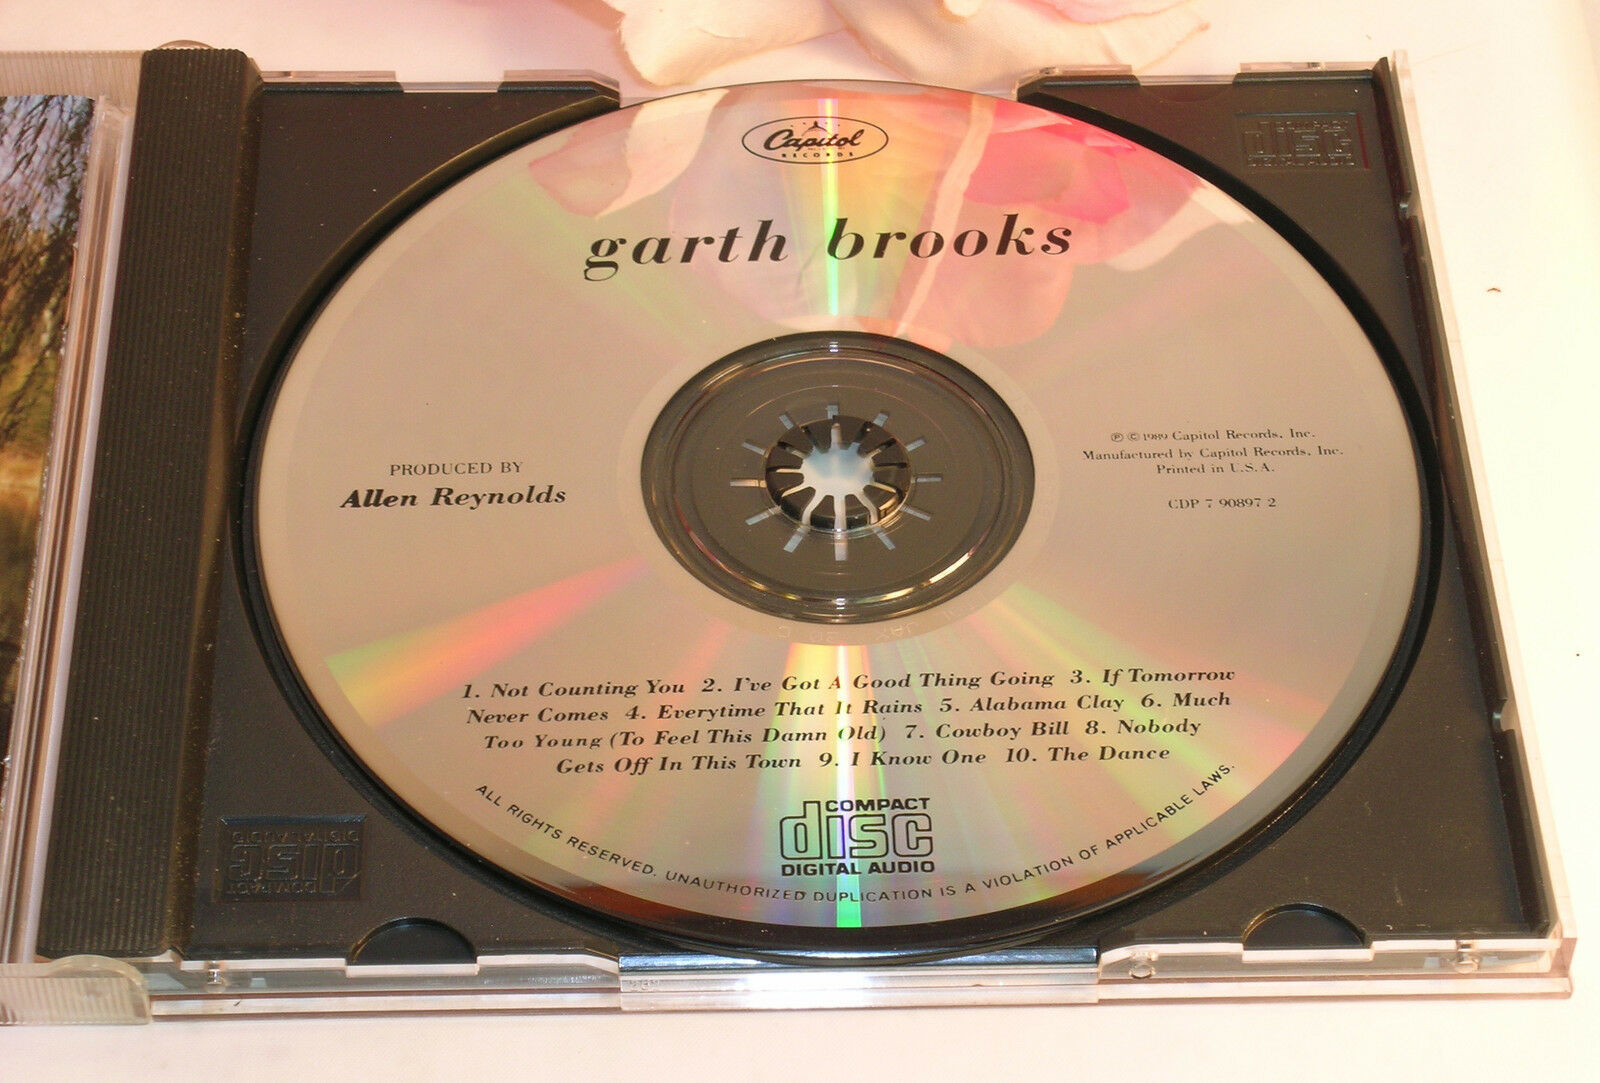 Capitol
RECORDS
garth brooks
PRODUCED BY
Allen Reynolds
℗ © 1989 Capitol Records, Inc.
Manufactured by Capitol Records, Inc.
Printed in U.S.A.
CDP 7 90897 2
1. Not Counting You 2. I've Got A Good Thing Going 3. If Tomorrow
Never Comes 4. Everytime That It Rains 5. Alabama Clay 6. Much
Too Young (To Feel This Damn Old) 7. Cowboy Bill 8. Nobody
Gets Off In This Town 9. I Know One 10. The Dance
COMPACT
disc
DIGITAL AUDIO
ALL RIGHTS RESERVED. UNAUTHORIZED DUPLICATION IS A VIOLATION OF APPLICABLE LAWS.
COMPACT
disc
DIGITAL AUDIO